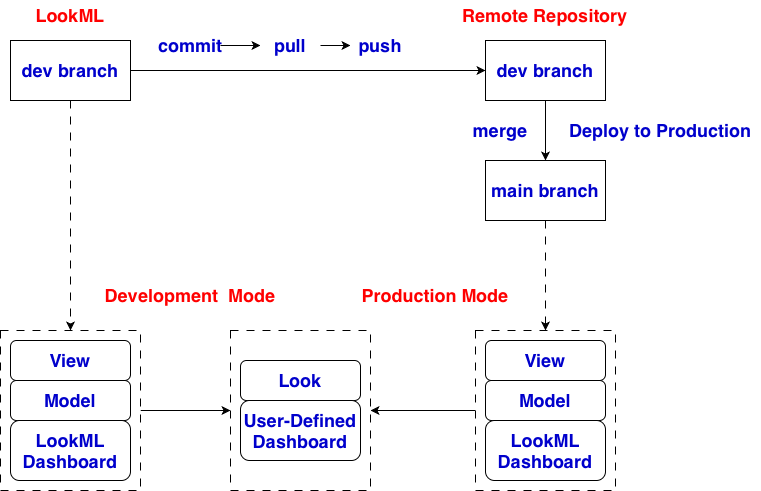 LookML
Remote Repository
commit pull push
dev branch
dev branch
merge
Deploy to Production
main branch
Development Mode
Production Mode
View
Model
LookML
Dashboard
Look
User-Defined
Dashboard
View
Model
LookML
Dashboard